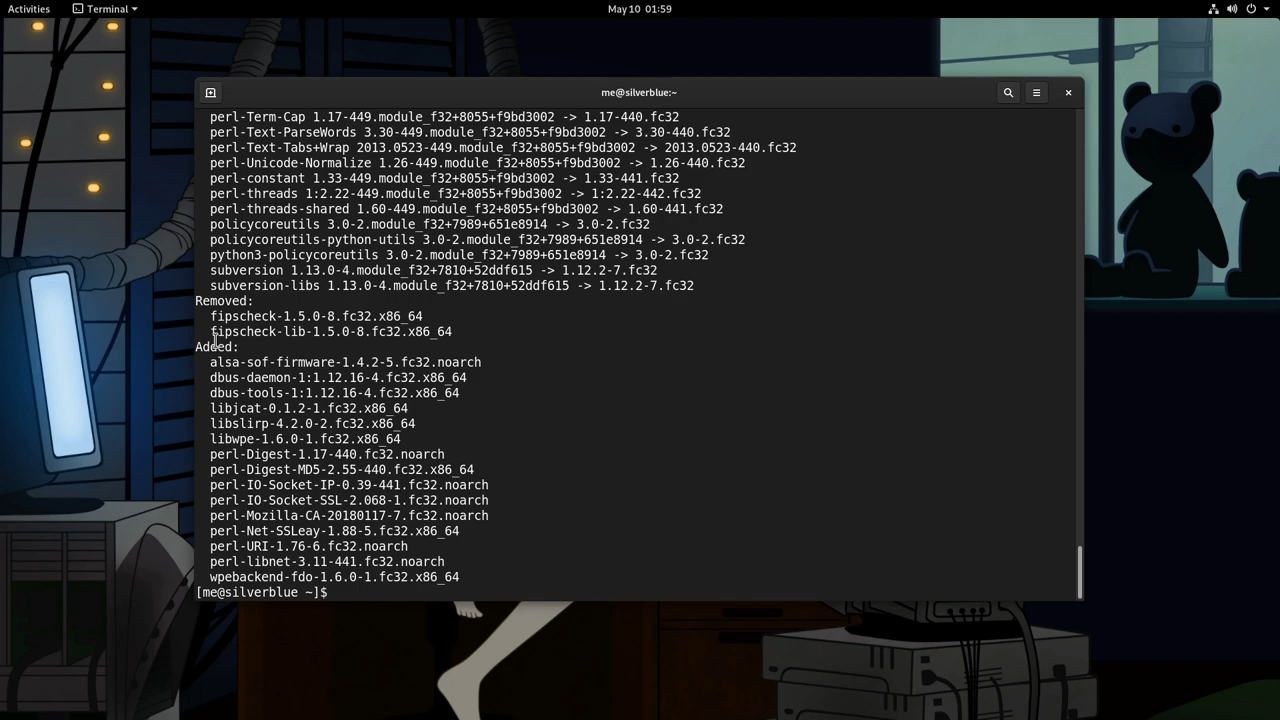 Activities
Terminal
May 10 01:59
me@silverblue:~
perl-Term-Cap 1.17-449.module_f32+8055+f9bd3002 -> 1.17-440.fc32
perl-Text-ParseWords 3.30-449.module_f32+8055+f9bd3002 -> 3.30-440.fc32
perl-Text-Tabs+Wrap 2013.0523-449.module_f32+8055+f9bd3002 -> 2013.0523-440.fc32
perl-Unicode-Normalize 1.26-449.module_f32+8055+f9bd3002 -> 1.26-440.fc32
perl-constant 1.33-449.module_f32+8055+f9bd3002 -> 1.33-441.fc32
perl-threads 1:2.22-449.module_f32+8055+f9bd3002 -> 1:2.22-442.fc32
perl-threads-shared 1.60-449.module_f32+8055+f9bd3002 -> 1.60-441.fc32
policycoreutils 3.0-2.module_f32+7989+651e8914 -> 3.0-2.fc32
policycoreutils-python-utils 3.0-2.module_f32+7989+651e8914 -> 3.0-2.fc32
python3-policycoreutils 3.0-2.module_f32+7989+651e8914 -> 3.0-2.fc32
subversion 1.13.0-4.module_f32+7810+52ddf615 -> 1.12.2-7.fc32
subversion-libs 1.13.0-4.module_f32+7810+52ddf615 -> 1.12.2-7.fc32
Removed:
fipscheck-1.5.0-8.fc32.x86_64
fipscheck-lib-1.5.0-8.fc32.x86_64
Added:
alsa-sof-firmware-1.4.2-5.fc32.noarch
dbus-daemon-1:1.12.16-4.fc32.x86_64
dbus-tools-1:1.12.16-4.fc32.x86_64
libjcat-0.1.2-1.fc32.x86_64
libslirp-4.2.0-2.fc32.x86_64
libwpe-1.6.0-1.fc32.x86_64
perl-Digest-1.17-440.fc32.noarch
perl-Digest-MD5-2.55-440.fc32.x86_64
perl-IO-Socket-IP-0.39-441.fc32.noarch
perl-IO-Socket-SSL-2.068-1.fc32.noarch
perl-Mozilla-CA-20180117-7.fc32.noarch
perl-Net-SSLeay-1.88-5.fc32.x86_64
perl-URI-1.76-6.fc32.noarch
perl-libnet-3.11-441.fc32.noarch
wpebackend-fdo-1.6.0-1.fc32.x86_64
[me@silverblue ~]$